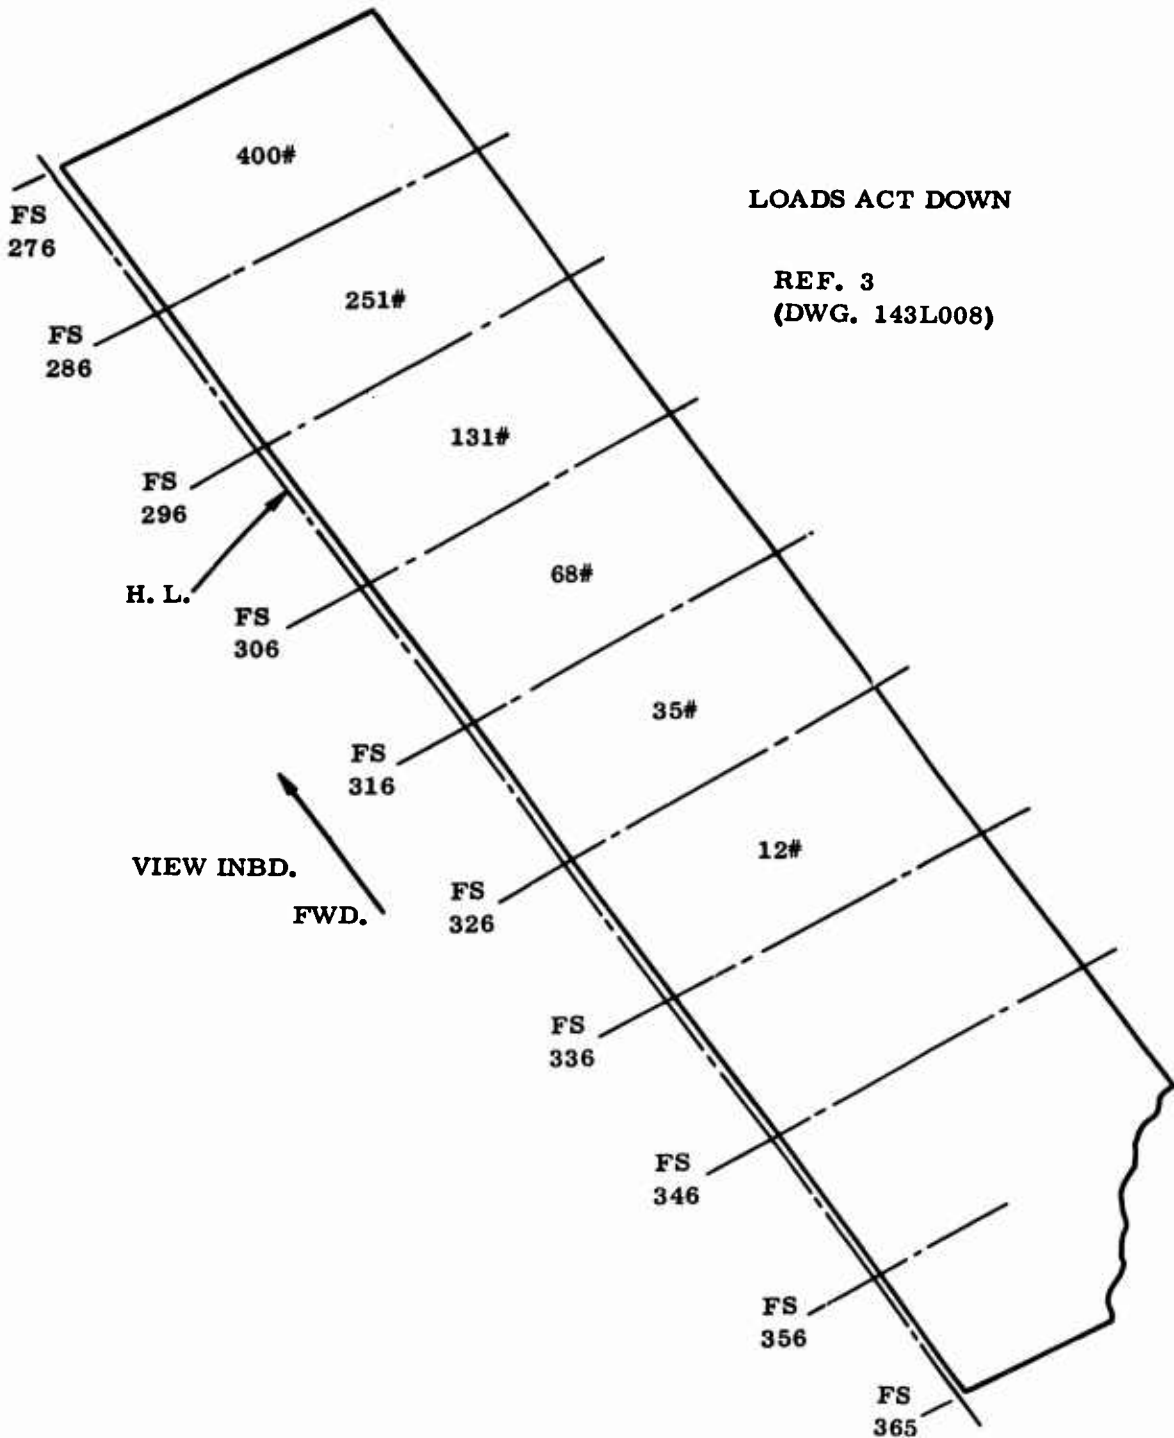 400#
LOADS ACT DOWN
FS
276
REF. 3
(DWG. 143L008)
251#
FS
286
131#
FS
296
H. L.
68#
FS
306
35#
FS
316
12#
VIEW INBD.
FWD.
FS
326
FS
336
FS
346
FS
356
FS
365